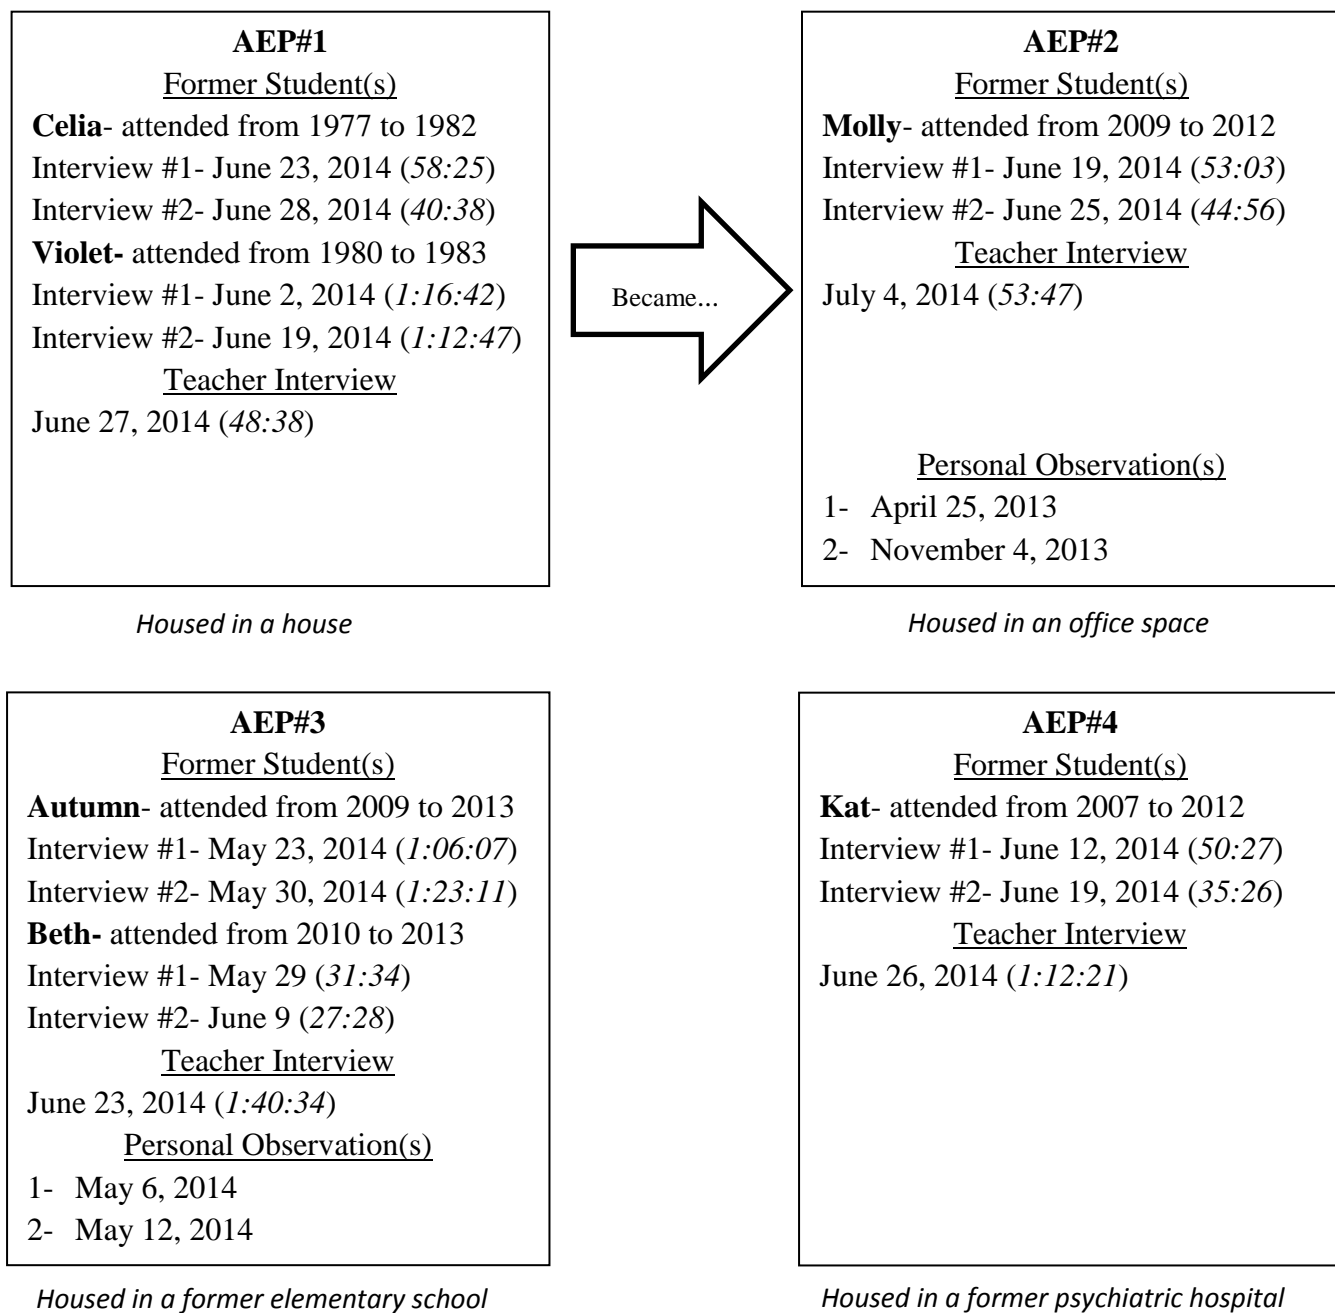 AEP#1
Former Student(s)
Celia- attended from 1977 to 1982
Interview #1- June 23, 2014 (58:25)
Interview #2- June 28, 2014 (40:38)
Violet- attended from 1980 to 1983
Interview #1- June 2, 2014 (1:16:42)
Interview #2- June 19, 2014 (1:12:47)
Teacher Interview
June 27, 2014 (48:38)
Housed in a house
Became...
AEP#2
Former Student(s)
Molly- attended from 2009 to 2012
Interview #1- June 19, 2014 (53:03)
Interview #2- June 25, 2014 (44:56)
Teacher Interview
July 4, 2014 (53:47)
Personal Observation(s)
1- April 25, 2013
2- November 4, 2013
Housed in an office space
AEP#3
Former Student(s)
Autumn- attended from 2009 to 2013
Interview #1- May 23, 2014 (1:06:07)
Interview #2- May 30, 2014 (1:23:11)
Beth- attended from 2010 to 2013
Interview #1- May 29 (31:34)
Interview #2- June 9 (27:28)
Teacher Interview
June 23, 2014 (1:40:34)
Personal Observation(s)
1- May 6, 2014
2- May 12, 2014
Housed in a former elementary school
AEP#4
Former Student(s)
Kat- attended from 2007 to 2012
Interview #1- June 12, 2014 (50:27)
Interview #2- June 19, 2014 (35:26)
Teacher Interview
June 26, 2014 (1:12:21)
Housed in a former psychiatric hospital